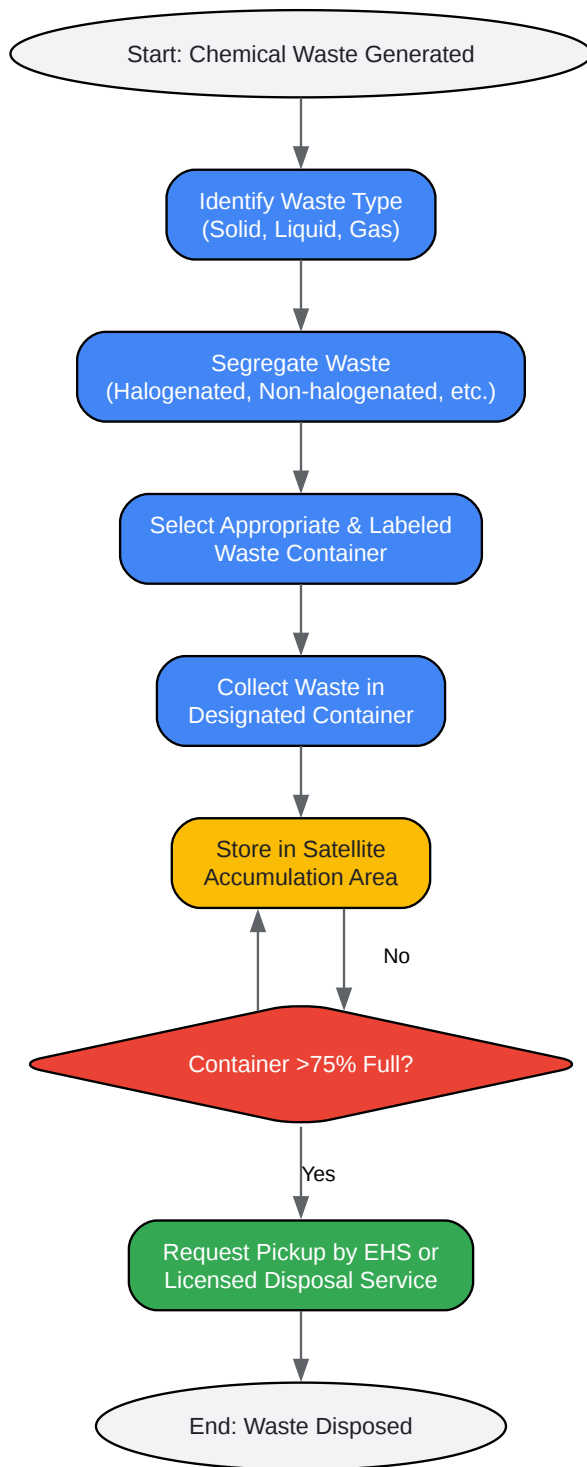 Start: Chemical Waste Generated
Identify Waste Type
(Solid, Liquid, Gas)
Segregate Waste
(Halogenated, Non-halogenated, etc.)
Select Appropriate & Labeled
Waste Container
Collect Waste in
Designated Container
Store in Satellite
Accumulation Area
No
Container >75% Full?
Yes
Request Pickup by EHS or
Licensed Disposal Service
End: Waste Disposed